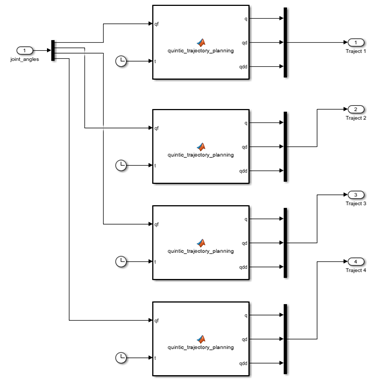 qf
q
quintic_trajectory_planning
qd
t
qdd
1
joint_angles
1
Traject 1
qf
q
quintic_trajectory_planning
qd
t
qdd
2
Traject 2
qf
q
quintic_trajectory_planning
qd
t
qdd
3
Traject 3
qf
q
quintic_trajectory_planning
qd
t
qdd
4
Traject 4